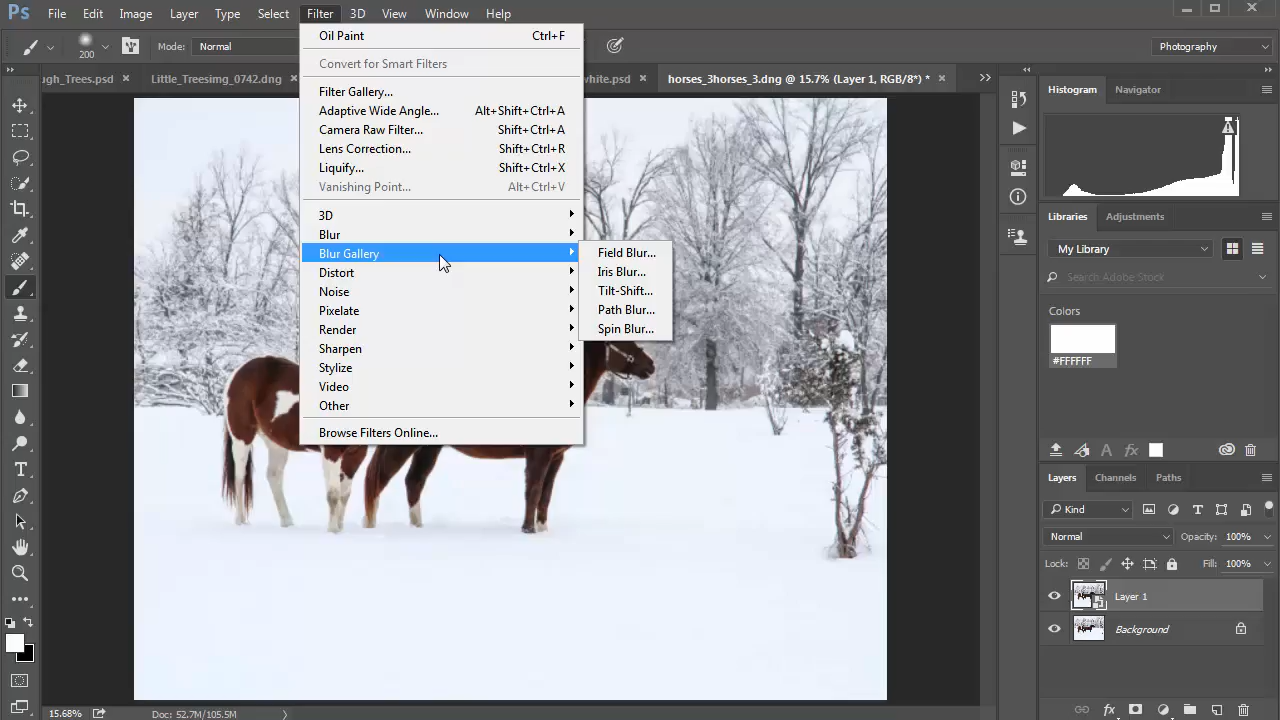 Ps File Edit Image Layer Type Select Filter 3D View Window Help
200 Mode: Normal Photography
ugh_Trees.psd × Little_Treesimg_0742.dng × hite.psd × horses_3horses_3.dng @ 15.7% (Layer 1, RGB/8*) * ×
Oil Paint Ctrl+F
Convert for Smart Filters
Filter Gallery...
Adaptive Wide Angle... Alt+Shift+Ctrl+A
Camera Raw Filter... Shift+Ctrl+A
Lens Correction... Shift+Ctrl+R
Liquify... Shift+Ctrl+X
Vanishing Point... Alt+Ctrl+V
3D
Blur
Blur Gallery
Distort
Noise
Pixelate
Render
Sharpen
Stylize
Video
Other
Browse Filters Online...
Field Blur...
Iris Blur...
Tilt-Shift...
Path Blur...
Spin Blur...
Histogram Navigator
Libraries Adjustments
My Library
Search Adobe Stock
Colors
#FFFFFF
Layers Channels Paths
Kind
Normal Opacity: 100%
Lock: Fill: 100%
Layer 1
Background
15.68% Doc: 52.7M/105.5M